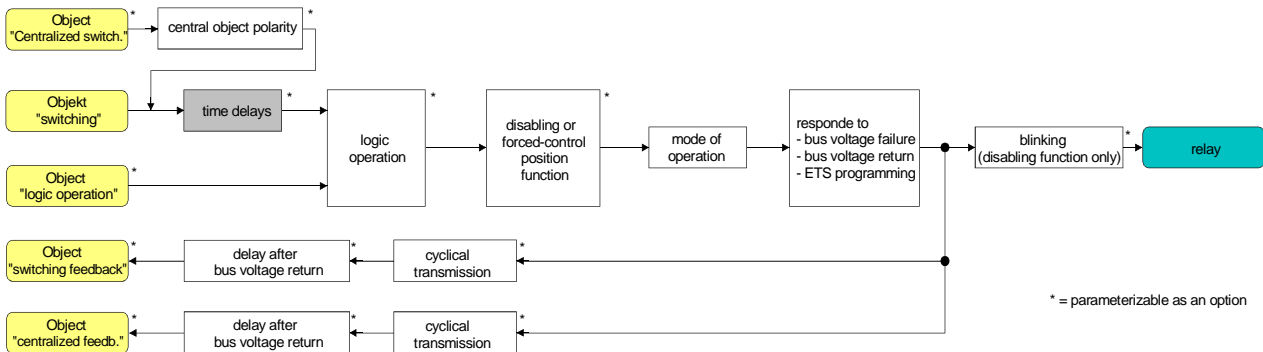 Object
"Centralized switch."
*
central object polarity
*
Objekt
"switching"
time delays
*
logic
operation
*
disabling or
forced-control
position
function
*
mode of
operation
responde to
- bus voltage failure
- bus voltage return
- ETS programming
blinking
(disabling function only)
*
relay
Object
"logic operation"
*
Object
"switching feedback"
*
delay after
bus voltage return
*
cyclical
transmission
*
* = parameterizable as an option
Object
"centralized feedb."
*
delay after
bus voltage return
*
cyclical
transmission
*